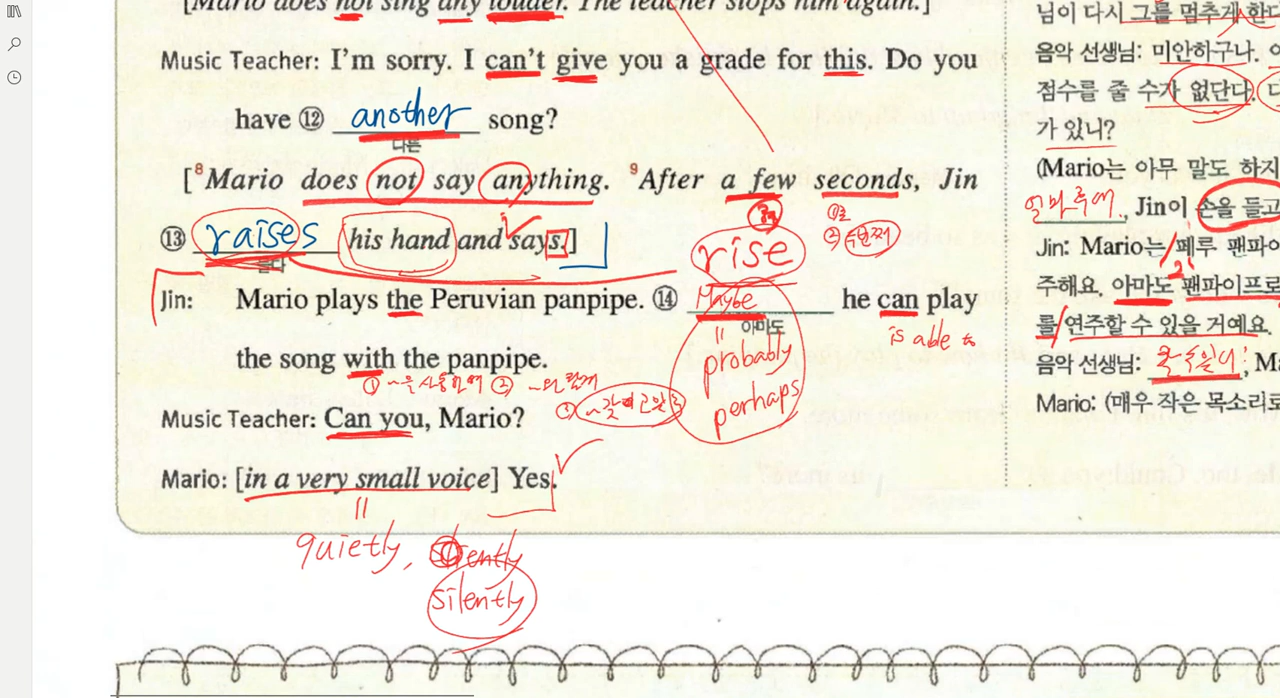 [Mario does not sing any louder. The teacher stops him again.]
Music Teacher: I'm sorry. I can't give you a grade for this. Do you
have ⑫ another song?
다른
[⁸Mario does not say anything. ⁹After a few seconds, Jin
⑬ raises his hand and says.]
들다
rise
Jin: Mario plays the Peruvian panpipe. ⑭ Maybe he can play
아마도
= probably
perhaps
is able to
the song with the panpipe.
Music Teacher: Can you, Mario?
Mario: [in a very small voice] Yes.
=
quietly,
silently
님이 다시 그를 멈추게 한다
음악 선생님: 미안하구나.
점수를 줄 수가 없단다.
가 있니?
(Mario는 아무 말도 하지
, Jin이 손을 들고
Jin: Mario는 페루 팬파이
주해요. 아마도 팬파이프로
를 연주할 수 있을 거예요.
음악 선생님:
Mario: (매우 작은 목소리로